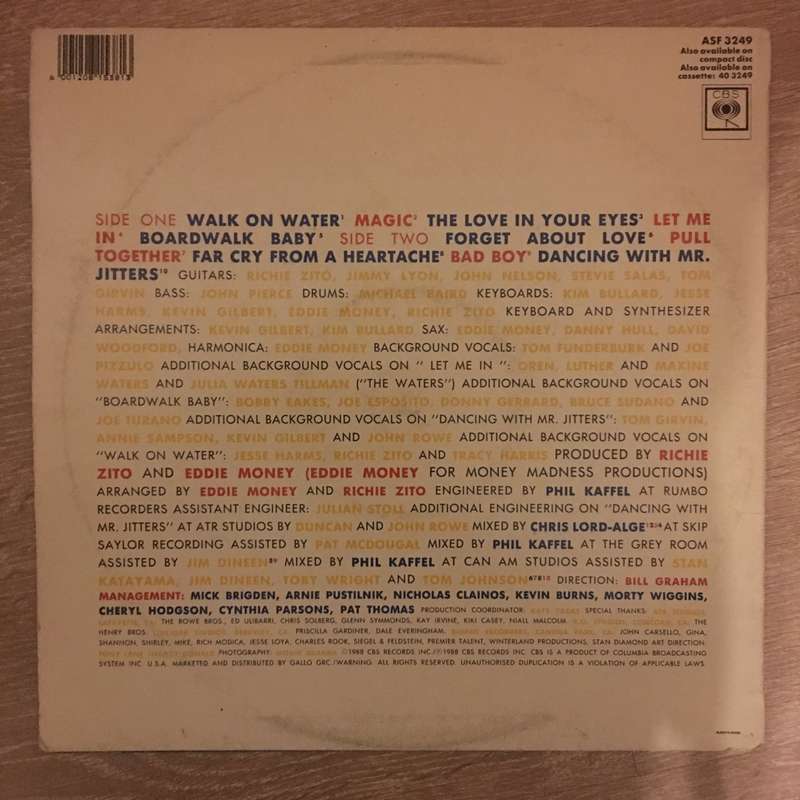 ASF 3249
Also available on
compact disc
Also available on
cassette: 40 3249
CBS
6 001208 153813
SIDE ONE WALK ON WATER¹ MAGIC² THE LOVE IN YOUR EYES³ LET ME
IN⁴ BOARDWALK BABY⁵ SIDE TWO FORGET ABOUT LOVE⁶ PULL
TOGETHER⁷ FAR CRY FROM A HEARTACHE⁸ BAD BOY⁹ DANCING WITH MR.
JITTERS¹⁰ GUITARS: RICHIE ZITO, JIMMY LYON, JOHN NELSON, STEVIE SALAS, TOM
GIRVIN BASS: JOHN PIERCE DRUMS: MICHAEL BAIRD KEYBOARDS: KIM BULLARD, JESSE
HARMS, KEVIN GILBERT, EDDIE MONEY, RICHIE ZITO KEYBOARD AND SYNTHESIZER
ARRANGEMENTS: KEVIN GILBERT, KIM BULLARD SAX: EDDIE MONEY, DANNY HULL, DAVID
WOODFORD, HARMONICA: EDDIE MONEY BACKGROUND VOCALS: TOM FUNDERBURK AND JOE
PIZZULO ADDITIONAL BACKGROUND VOCALS ON " LET ME IN ": OREN, LUTHER AND MAXINE
WATERS AND JULIA WATERS TILLMAN ("THE WATERS") ADDITIONAL BACKGROUND VOCALS ON
"BOARDWALK BABY": BOBBY EAKES, JOE ESPOSITO, DONNY GERRARD, BRUCE SUDANO AND
JOE TURANO ADDITIONAL BACKGROUND VOCALS ON "DANCING WITH MR. JITTERS": TOM GIRVIN,
ANNIE SAMPSON, KEVIN GILBERT AND JOHN ROWE ADDITIONAL BACKGROUND VOCALS ON
"WALK ON WATER": JESSE HARMS, RICHIE ZITO AND TRACY HARRIS PRODUCED BY RICHIE
ZITO AND EDDIE MONEY (EDDIE MONEY FOR MONEY MADNESS PRODUCTIONS)
ARRANGED BY EDDIE MONEY AND RICHIE ZITO ENGINEERED BY PHIL KAFFEL AT RUMBO
RECORDERS ASSISTANT ENGINEER: JULIAN STOLL ADDITIONAL ENGINEERING ON "DANCING WITH
MR. JITTERS" AT ATR STUDIOS BY DUNCAN AND JOHN ROWE MIXED BY CHRIS LORD-ALGE AT SKIP
SAYLOR RECORDING ASSISTED BY PAT McDOUGAL MIXED BY PHIL KAFFEL AT THE GREY ROOM
ASSISTED BY JIM DINEEN⁸⁹ MIXED BY PHIL KAFFEL AT CAN AM STUDIOS ASSISTED BY STAN
KATAYAMA, JIM DINEEN, TOBY WRIGHT AND TOM JOHNSON DIRECTION: BILL GRAHAM
MANAGEMENT: MICK BRIGDEN, ARNIE PUSTILNIK, NICHOLAS CLAINOS, KEVIN BURNS, MORTY WIGGINS,
CHERYL HODGSON, CYNTHIA PARSONS, PAT THOMAS PRODUCTION COORDINATOR: SPECIAL THANKS:
THE ROWE BROS., ED ULIBARRI, CHRIS SOLBERG, GLENN SYMMONDS, KAY IRVINE, KIKI CASEY, NIALL MALCOLM. THE
HENRY BROS. PRISCILLA GARDINER, DALE EVERINGHAM, JOHN CARSELLO, GINA,
SHANNON, SHIRLEY, MIKE, RICH MODICA, JESSE LOYA, CHARLES ROOK, SIEGEL & FELDSTEIN, PREMIER TALENT, WINTERLAND PRODUCTIONS, STAN DIAMOND ART DIRECTION:
PHOTOGRAPHY: ©1988 CBS RECORDS INC./℗1988 CBS RECORDS INC. CBS IS A PRODUCT OF COLUMBIA BROADCASTING
SYSTEM INC. U.S.A. MARKETED AND DISTRIBUTED BY GALLO GRC./WARNING. ALL RIGHTS RESERVED. UNAUTHORISED DUPLICATION IS A VIOLATION OF APPLICABLE LAWS.